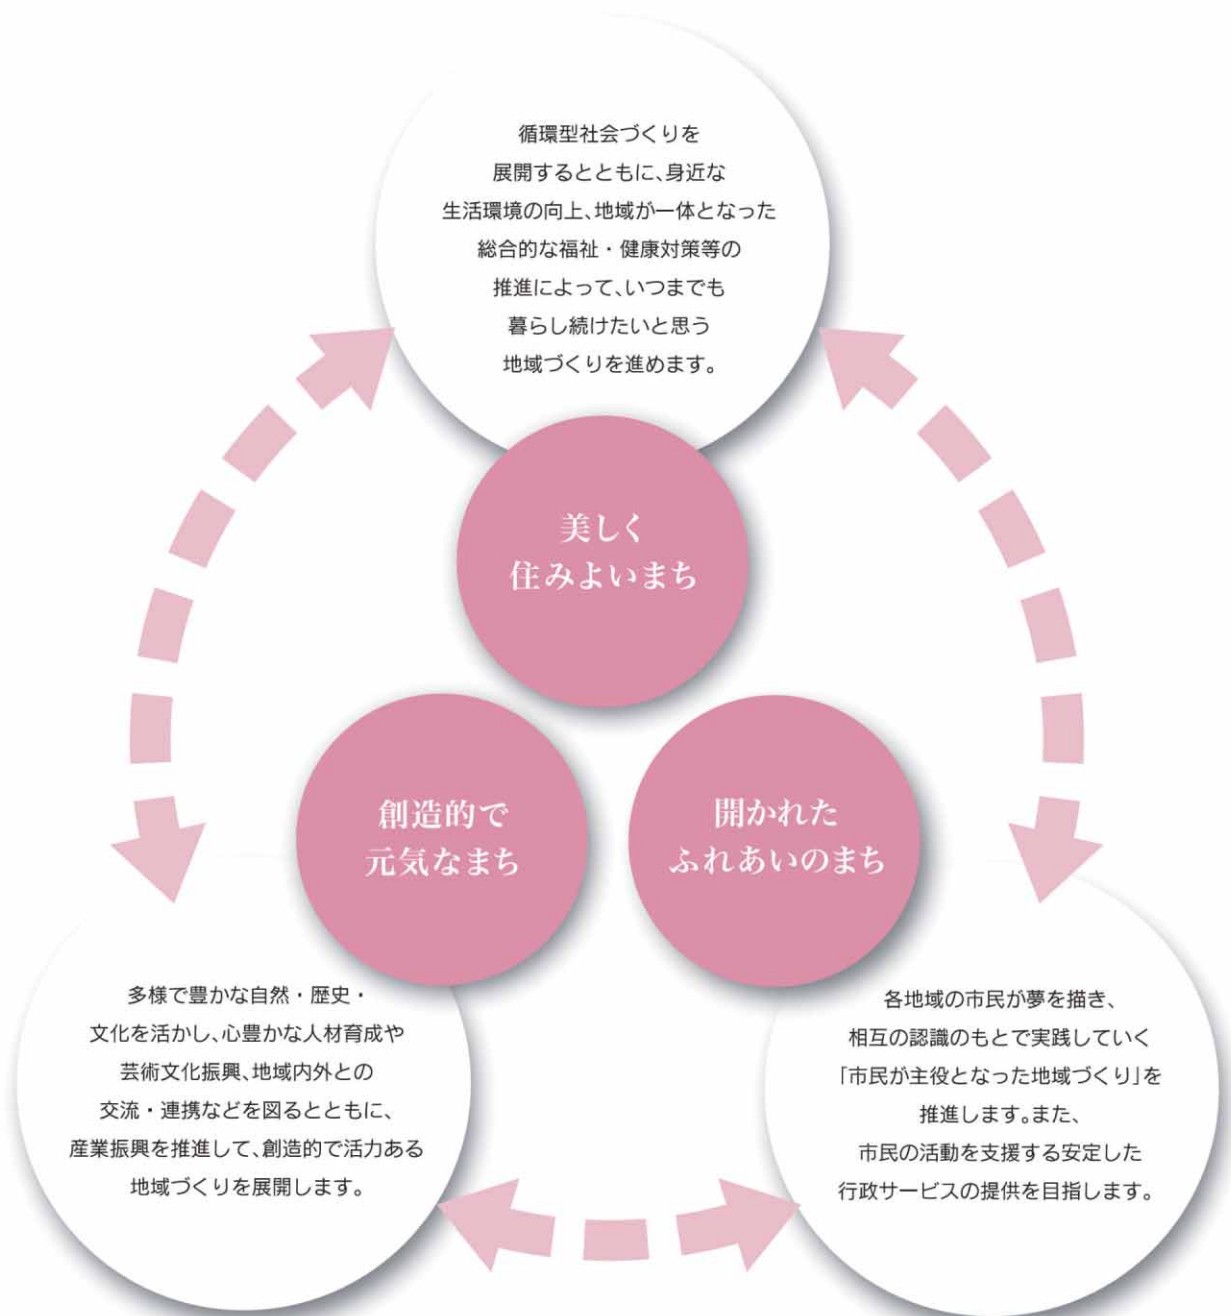 循環型社会づくりを
展開するとともに、身近な
生活環境の向上、地域が一体となった
総合的な福祉・健康対策等の
推進によって、いつまでも
暮らし続けたいと思う
地域づくりを進めます。
美しく
住みよいまち
創造的で
元気なまち
開かれた
ふれあいのまち
多様で豊かな自然・歴史・
文化を活かし、心豊かな人材育成や
芸術文化振興、地域内外との
交流・連携などを図るとともに、
産業振興を推進して、創造的で活力ある
地域づくりを展開します。
各地域の市民が夢を描き、
相互の認識のもとで実践していく
「市民が主役となった地域づくり」を
推進します。また、
市民の活動を支援する安定した
行政サービスの提供を目指します。